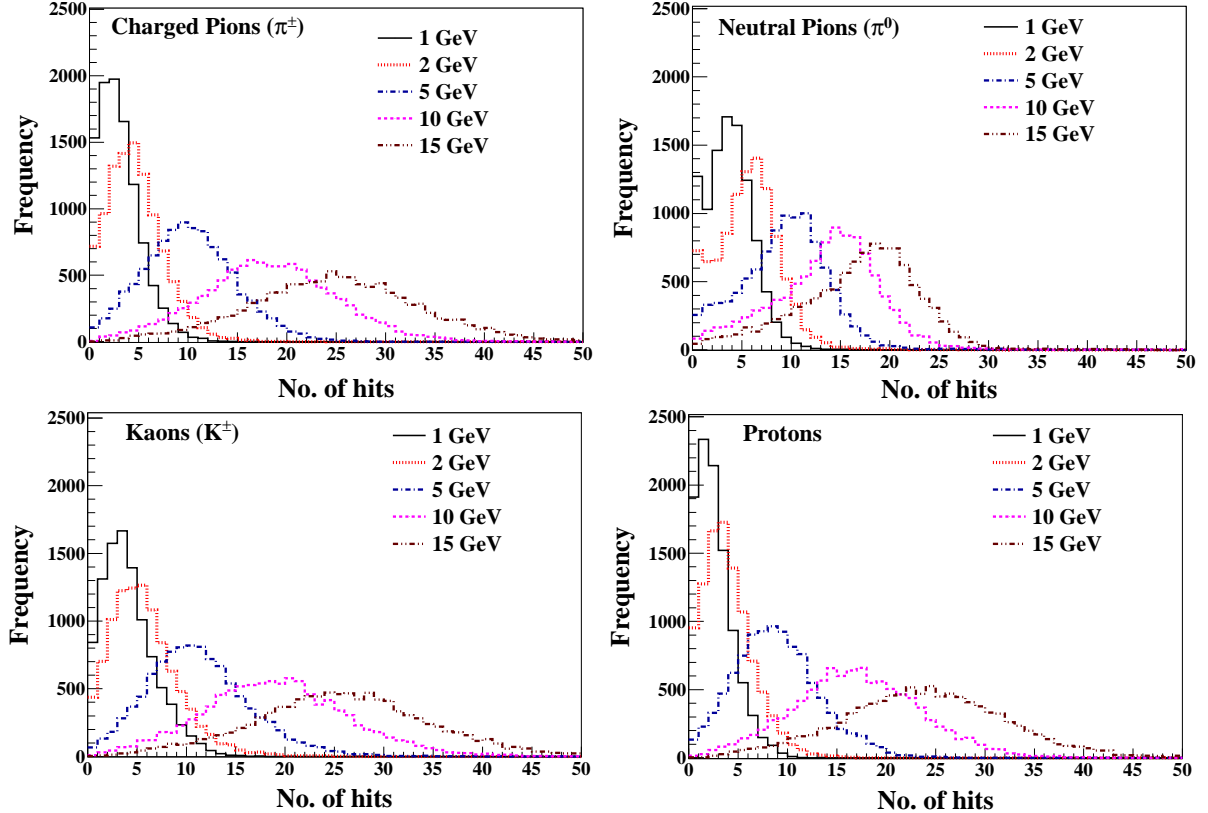 Charged Pions (π±)
1 GeV
2 GeV
5 GeV
10 GeV
15 GeV
Frequency
2500
2000
1500
1000
500
0
0 5 10 15 20 25 30 35 40 45 50
No. of hits
Neutral Pions (π⁰)
1 GeV
2 GeV
5 GeV
10 GeV
15 GeV
Frequency
2500
2000
1500
1000
500
0
0 5 10 15 20 25 30 35 40 45 50
No. of hits
Kaons (K±)
1 GeV
2 GeV
5 GeV
10 GeV
15 GeV
Frequency
2500
2000
1500
1000
500
0
0 5 10 15 20 25 30 35 40 45 50
No. of hits
Protons
1 GeV
2 GeV
5 GeV
10 GeV
15 GeV
Frequency
2500
2000
1500
1000
500
0
0 5 10 15 20 25 30 35 40 45 50
No. of hits